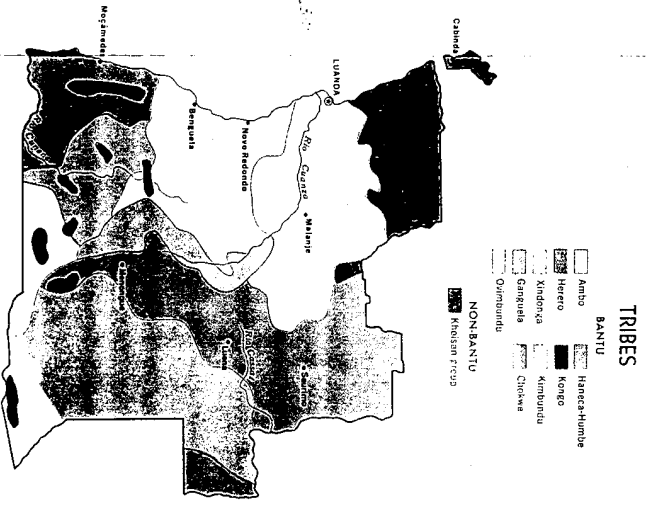 TRIBES
BANTU
Ambo
Herero
Xindonga
Ganguela
Ovimbundu
Haneca-Humbe
Kongo
Kimbundu
Chokwe
NON-BANTU
Khoisan group
Cabinda
LUANDA
Rio Cuanza
Malanje
Novo Redondo
Benguela
Moçâmedes